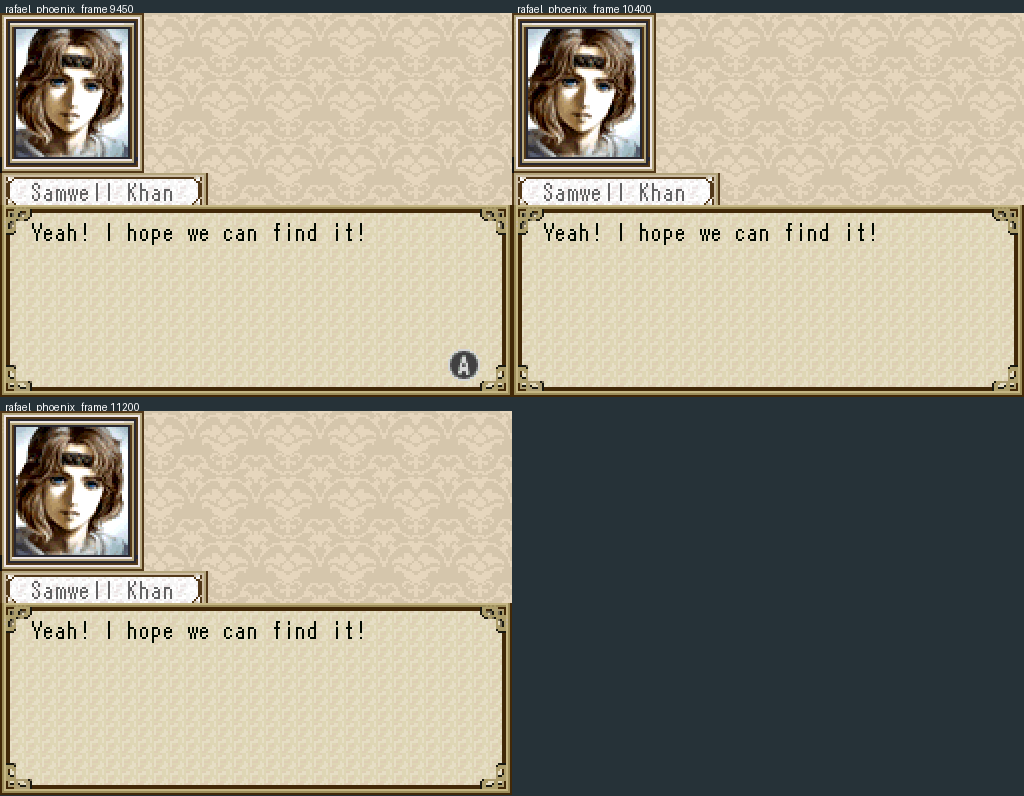 rafael_phoenix_frame 9450
rafael_phoenix_frame 10400
Samwell Khan
Samwell Khan
Yeah! I hope we can find it!
Yeah! I hope we can find it!
A
rafael_phoenix_frame 11200
Samwell Khan
Yeah! I hope we can find it!